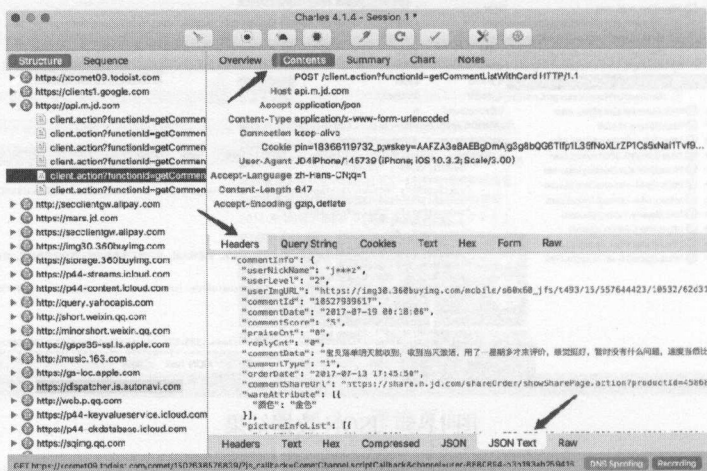 Charles 4.1.4 - Session 1 *
Structure Sequence
Overview Contents Summary Chart Notes
https://xcomet03.todoist.com
https://clients1.google.com
https://api.m.jd.com
client.action?functionId=getCommen
client.action?functionId=getCommen
client.action?functionId=getCommen
client.action?functionId=getCommen
client.action?functionId=getCommen
client.action?functionId=getCommen
http://secclientgw.alipay.com
https://mars.jd.com
https://secclientgw.alipay.com
https://img30.360buyimg.com
https://storage.360buyimg.com
https://p44-streams.icloud.com
https://p44-content.icloud.com
http://query.yahooapis.com
http://short.weixin.qq.com
http://minorshort.weixin.qq.com
https://gspe35-ssl.ls.apple.com
http://music.163.com
https://gs-loc.apple.com
https://dispatcher.is.autonavi.com
http://web.p.qq.com
https://p44-keyvalueservice.icloud.com
https://p44-ckdatabase.icloud.com
https://sqimg.qq.com
POST /client.action?functionId=getCommentListWithCard HTTP/1.1
Host api.m.jd.com
Accept application/json
Content-Type application/x-www-form-urlencoded
Connection keep-alive
Cookie
User-Agent JD4iPhone/145739 (iPhone; iOS 10.3.2; Scale/3.00)
Accept-Language zh-Hans-CN;q=1
Content-Length 647
Accept-Encoding gzip, deflate
Headers Query String Cookies Text Hex Form Raw
"commentInfo": {
"userNickName": "j***z",
"userLevel": "2",
"userImgURL":
"commentId": "10527939617",
"commentDate": "2017-07-19 00:18:06",
"commentScore": "5",
"praiseCnt": "0",
"replyCnt": "0",
"commentData":
"commentType": "1",
"orderDate": "2017-07-13 17:45:50",
"commentShareUrl":
"wareAttribute": [{
"颜色": "金色"
}],
"pictureInfoList": [{
Headers Text Hex Compressed JSON JSON Text Raw
DNS Spoofing Recording